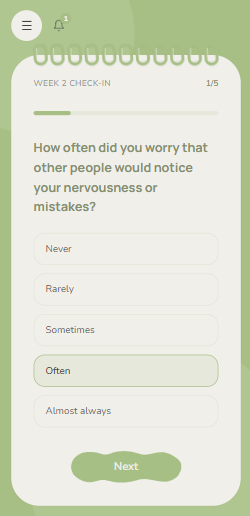 1
WEEK 2 CHECK-IN 1/5
How often did you worry that
other people would notice
your nervousness or
mistakes?
Never
Rarely
Sometimes
Often
Almost always
Next